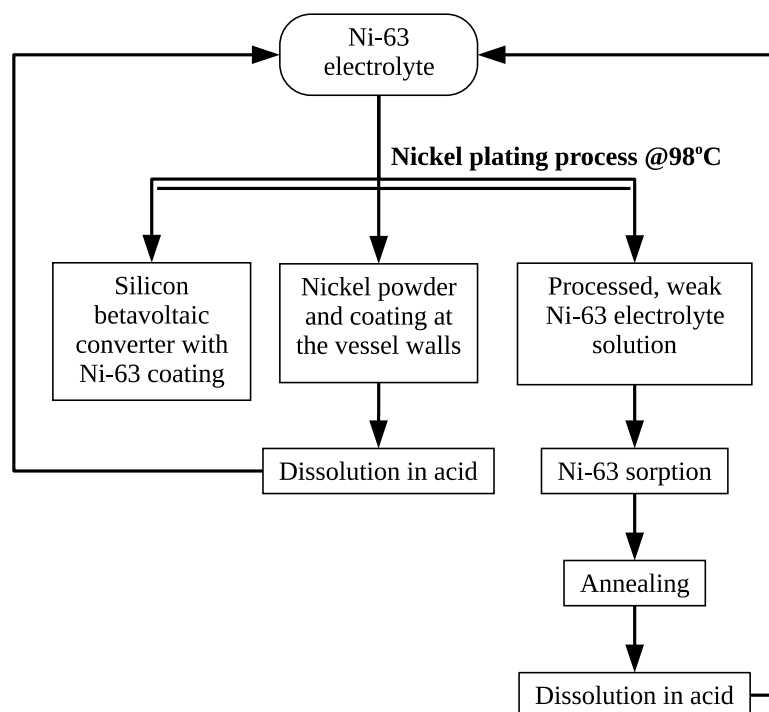 Ni-63
electrolyte
Nickel plating process @98ºC
Silicon
betavoltaic
converter with
Ni-63 coating
Nickel powder
and coating at
the vessel walls
Processed, weak
Ni-63 electrolyte
solution
Dissolution in acid
Ni-63 sorption
Annealing
Dissolution in acid